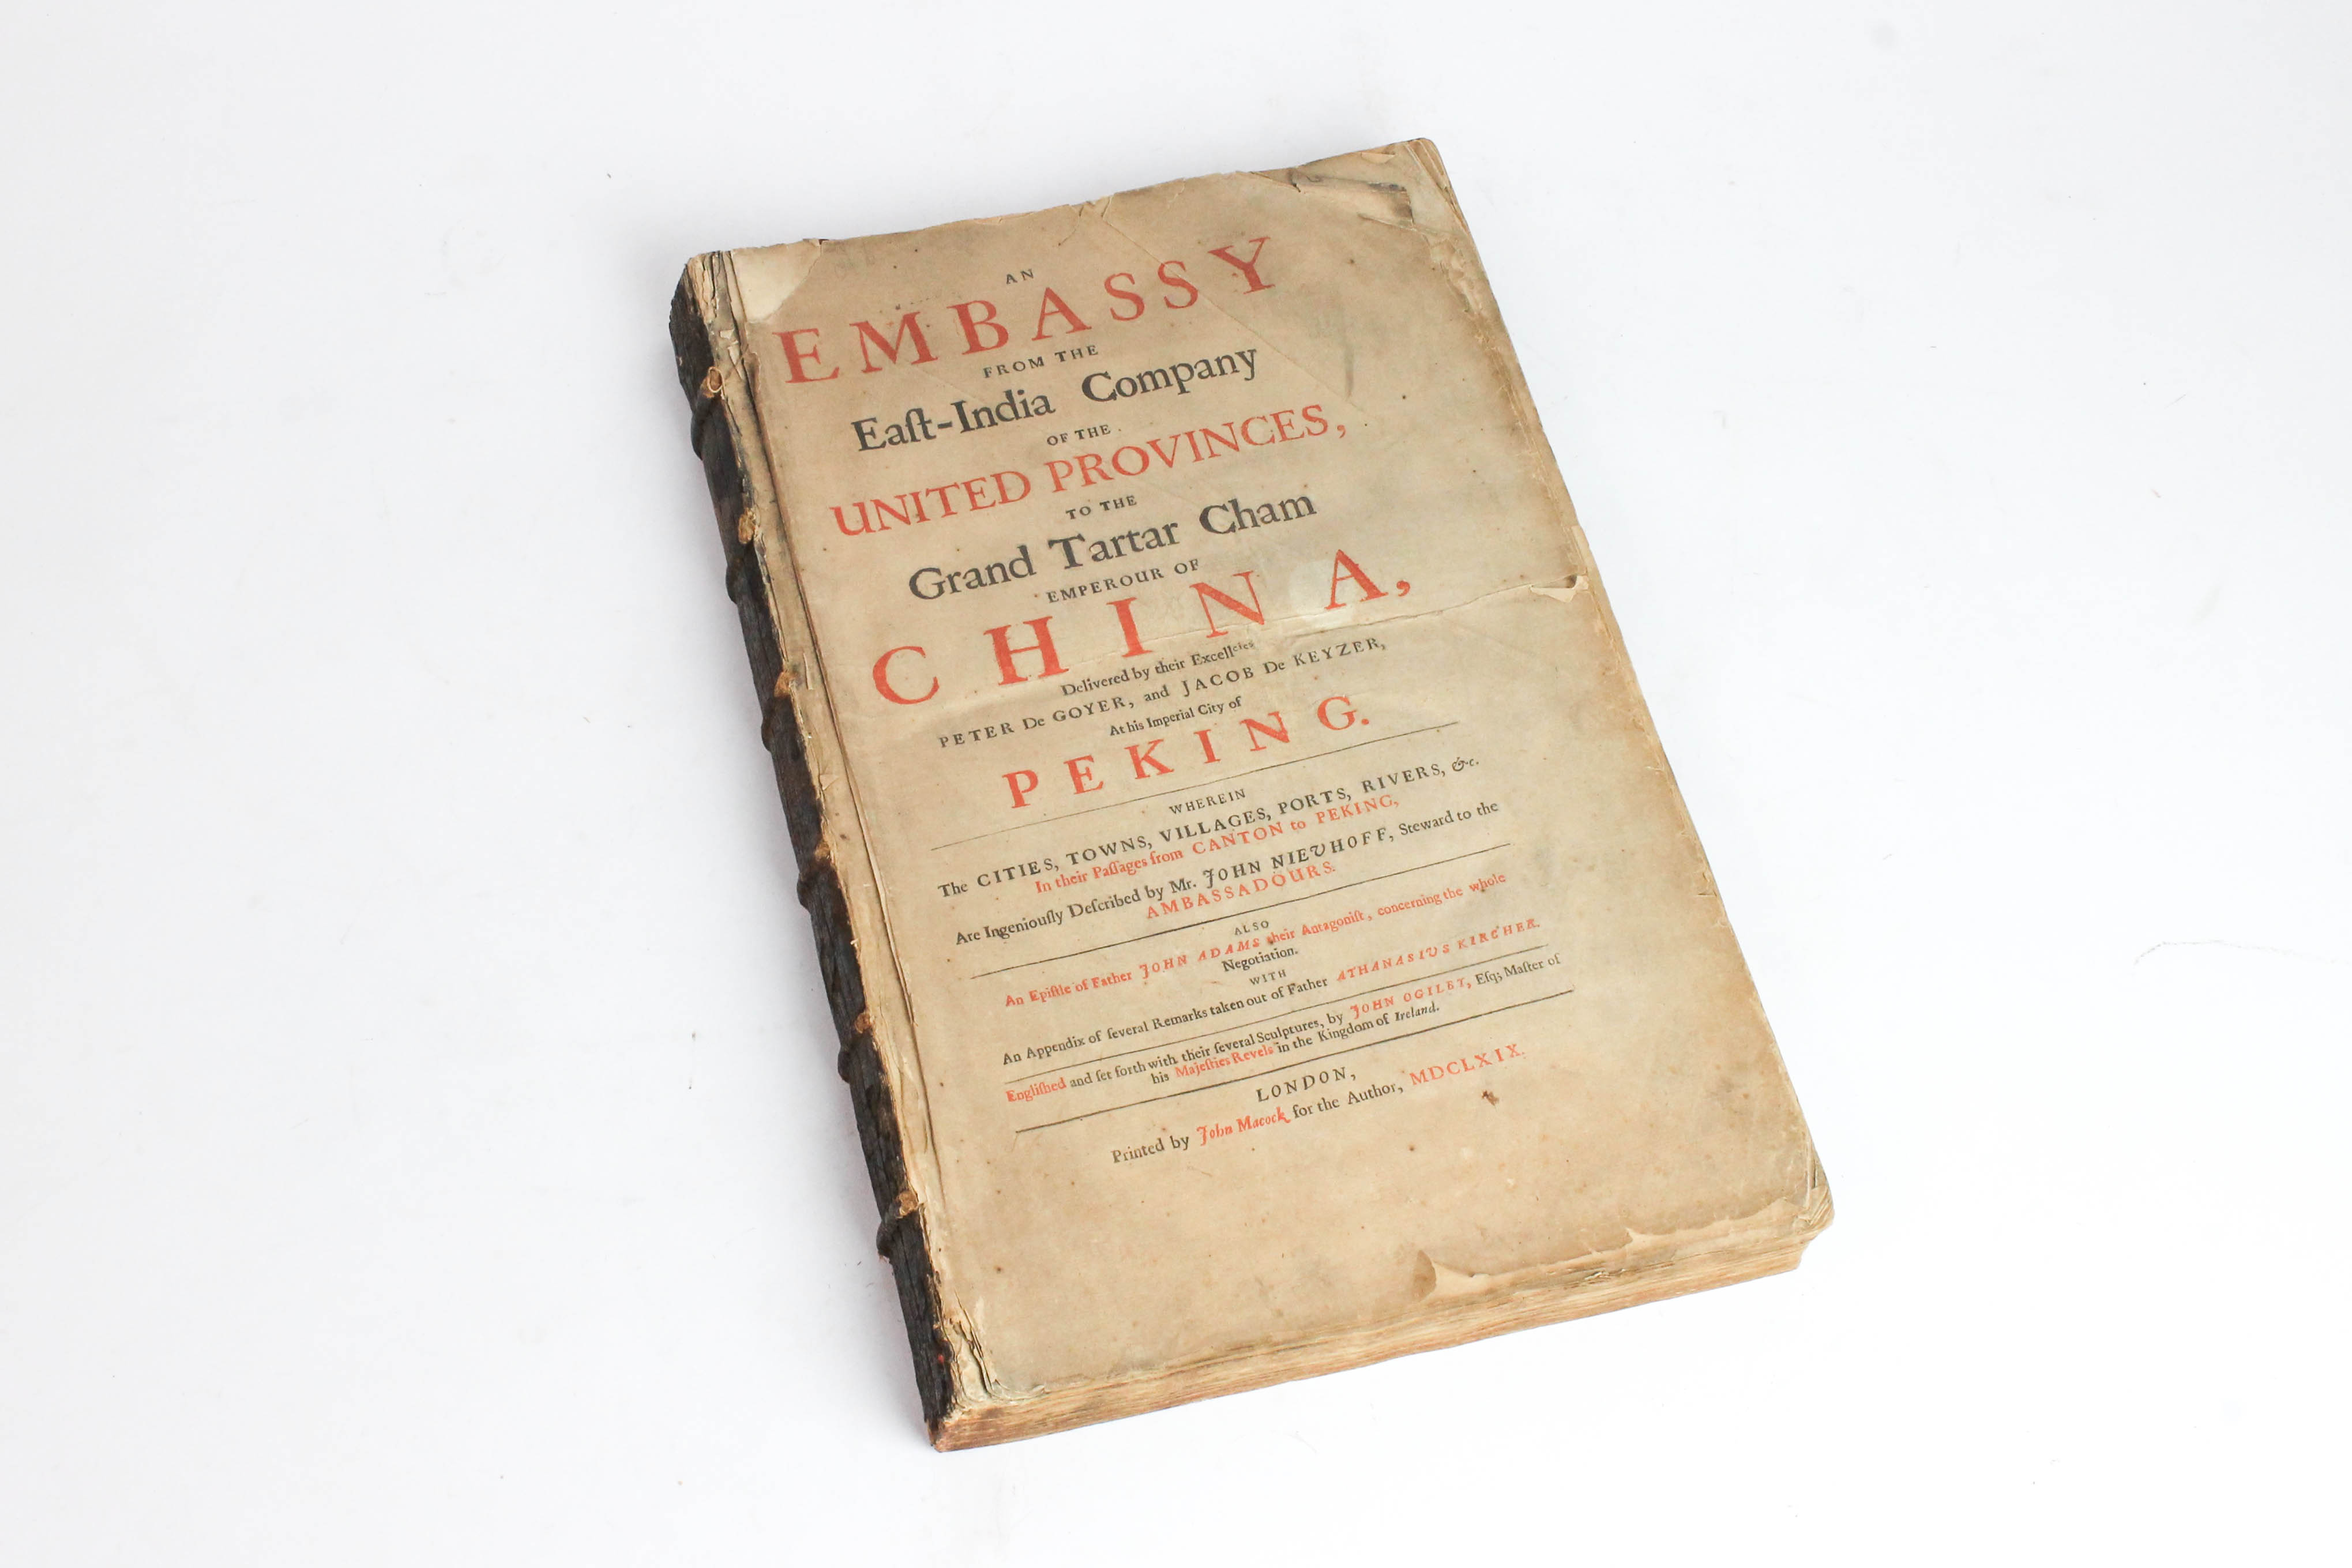 AN
EMBASSY
FROM THE
Eaſt-India Company
OF THE
UNITED PROVINCES,
TO THE
Grand Tartar Cham
EMPEROUR OF
CHINA,
Delivered by their Excellcies
PETER De GOYER, and JACOB De KEYZER,
At his Imperial City of
PEKING.
WHEREIN
The CITIES, TOWNS, VILLAGES, PORTS, RIVERS, &c.
In their Paſſages from CANTON to PEKING,
Are Ingeniouſly Deſcribed by Mr. JOHN NIEUHOFF, Steward to the
AMBASSADOURS.
ALSO
An Epiſtle of Father JOHN ADAMS their Antagoniſt, concerning the whole
Negotiation.
WITH
An Appendix of ſeveral Remarks taken out of Father ATHANASIUS KIRCHER.
Engliſhed and ſet forth with their ſeveral Sculptures, by JOHN OGILBY, Eſq; Maſter of
his Majeſties Revels in the Kingdom of Ireland.
LONDON,
Printed by John Macock for the Author, MDCLXIX.